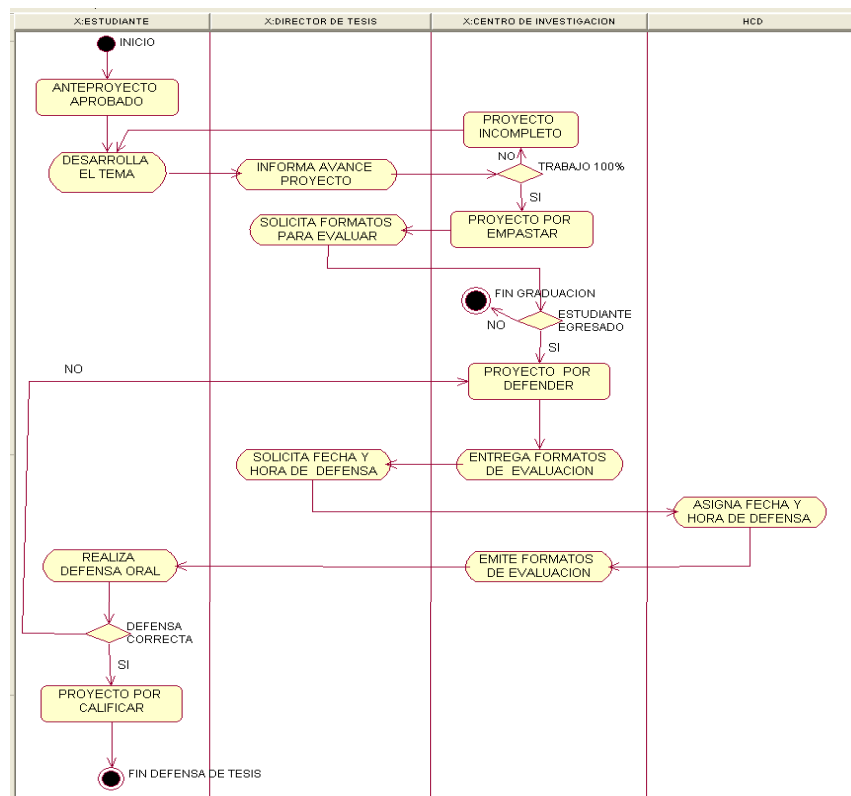 X:ESTUDIANTE
X:DIRECTOR DE TESIS
X:CENTRO DE INVESTIGACION
HCD
INICIO
ANTEPROYECTO
APROBADO
PROYECTO
INCOMPLETO
DESARROLLA
EL TEMA
INFORMA AVANCE
PROYECTO
NO
TRABAJO 100%
SI
SOLICITA FORMATOS
PARA EVALUAR
PROYECTO POR
EMPASTAR
FIN GRADUACION
ESTUDIANTE
EGRESADO
NO
SI
NO
PROYECTO POR
DEFENDER
SOLICITA FECHA Y
HORA DE DEFENSA
ENTREGA FORMATOS
DE EVALUACION
ASIGNA FECHA Y
HORA DE DEFENSA
REALIZA
DEFENSA ORAL
EMITE FORMATOS
DE EVALUACION
DEFENSA
CORRECTA
SI
PROYECTO POR
CALIFICAR
FIN DEFENSA DE TESIS